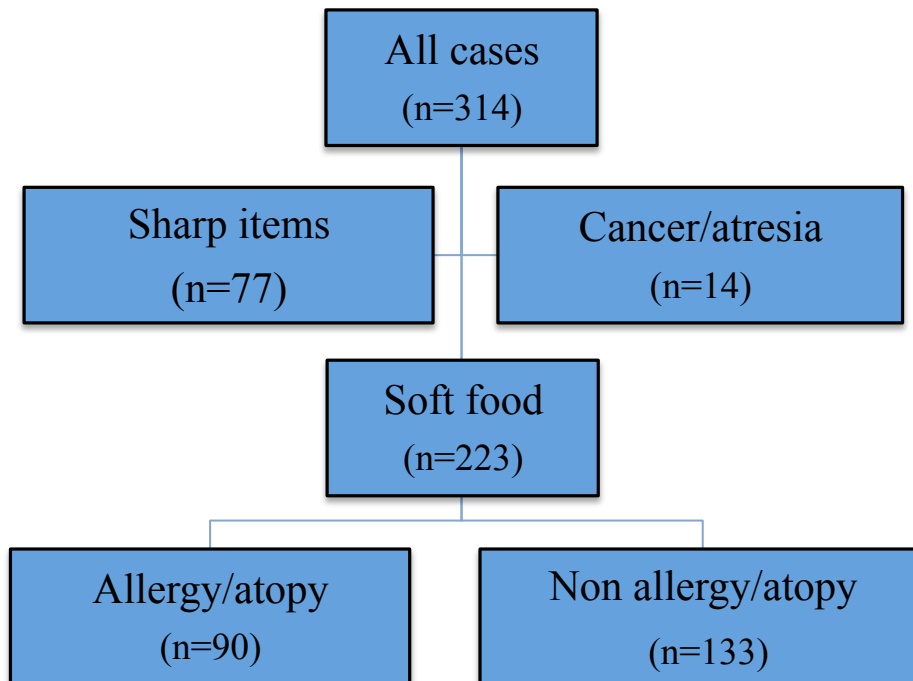 All cases
(n=314)
Sharp items
(n=77)
Cancer/atresia
(n=14)
Soft food
(n=223)
Allergy/atopy
(n=90)
Non allergy/atopy
(n=133)